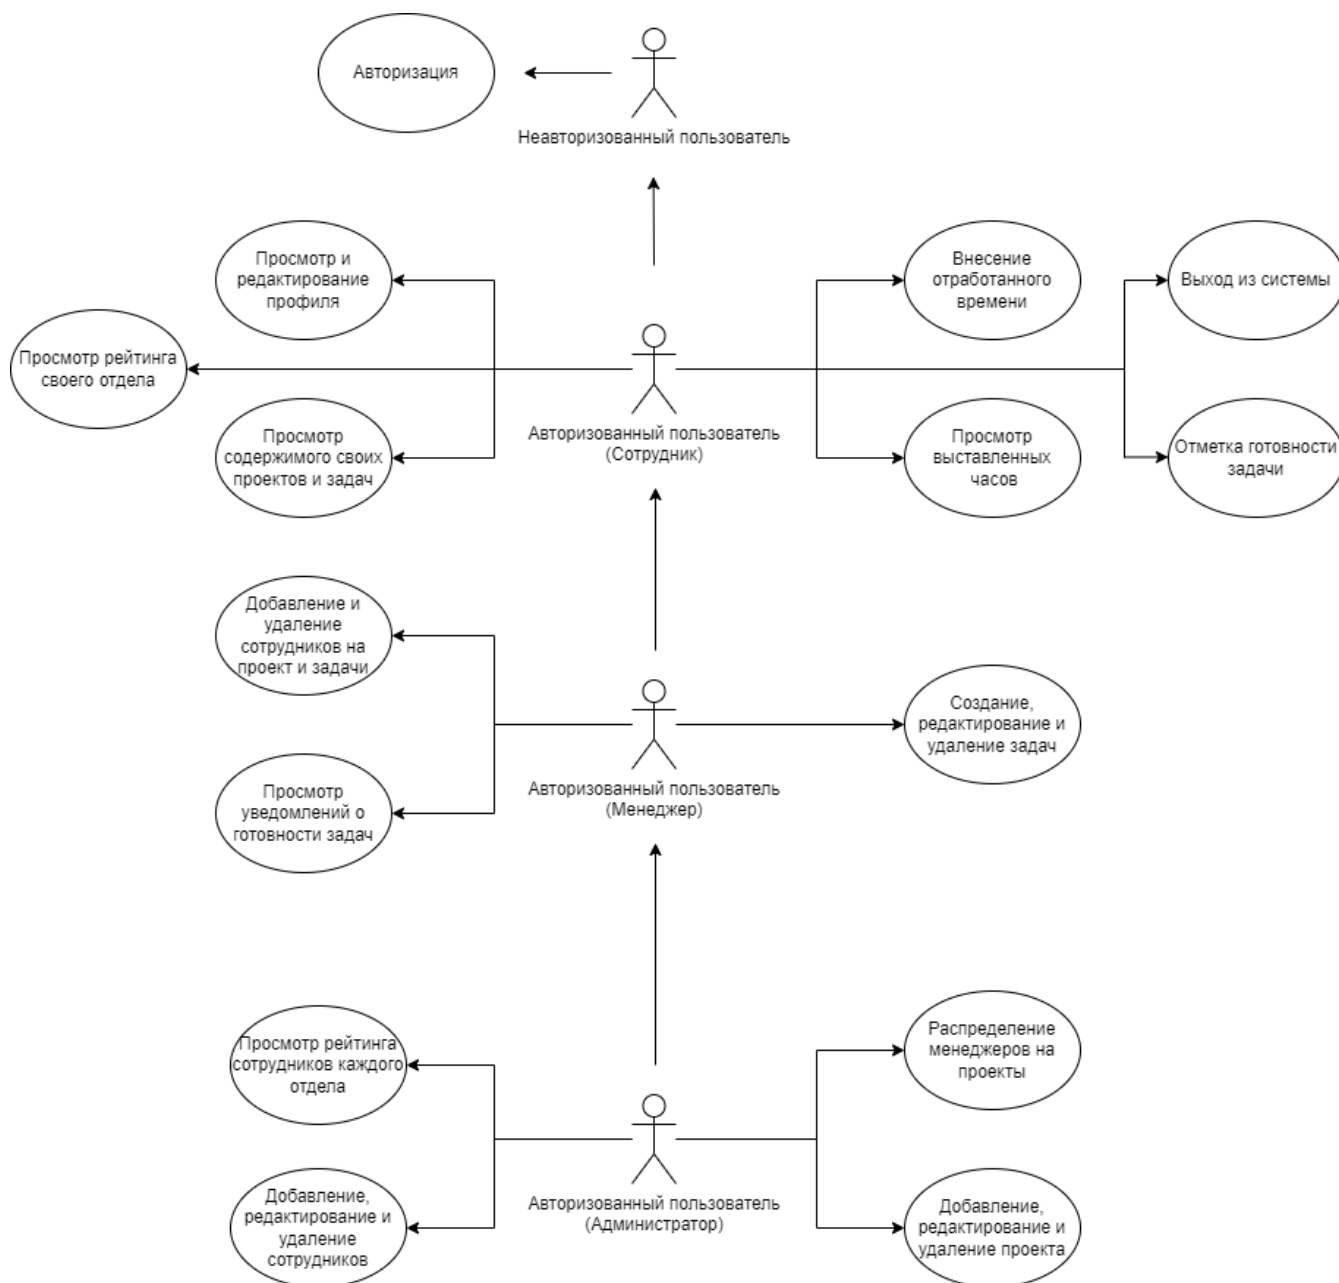 Авторизация
Неавторизованный пользователь
Просмотр и
редактирование
профиля
Внесение
отработанного
времени
Выход из системы
Просмотр рейтинга
своего отдела
Авторизованный пользователь
(Сотрудник)
Просмотр
содержимого своих
проектов и задач
Просмотр
выставленных
часов
Отметка готовности
задачи
Добавление и
удаление
сотрудников на
проект и задачи
Создание,
редактирование и
удаление задач
Авторизованный пользователь
(Менеджер)
Просмотр
уведомлений о
готовности задач
Просмотр рейтинга
сотрудников каждого
отдела
Распределение
менеджеров на
проекты
Авторизованный пользователь
(Администратор)
Добавление,
редактирование и
удаление
сотрудников
Добавление,
редактирование и
удаление проекта